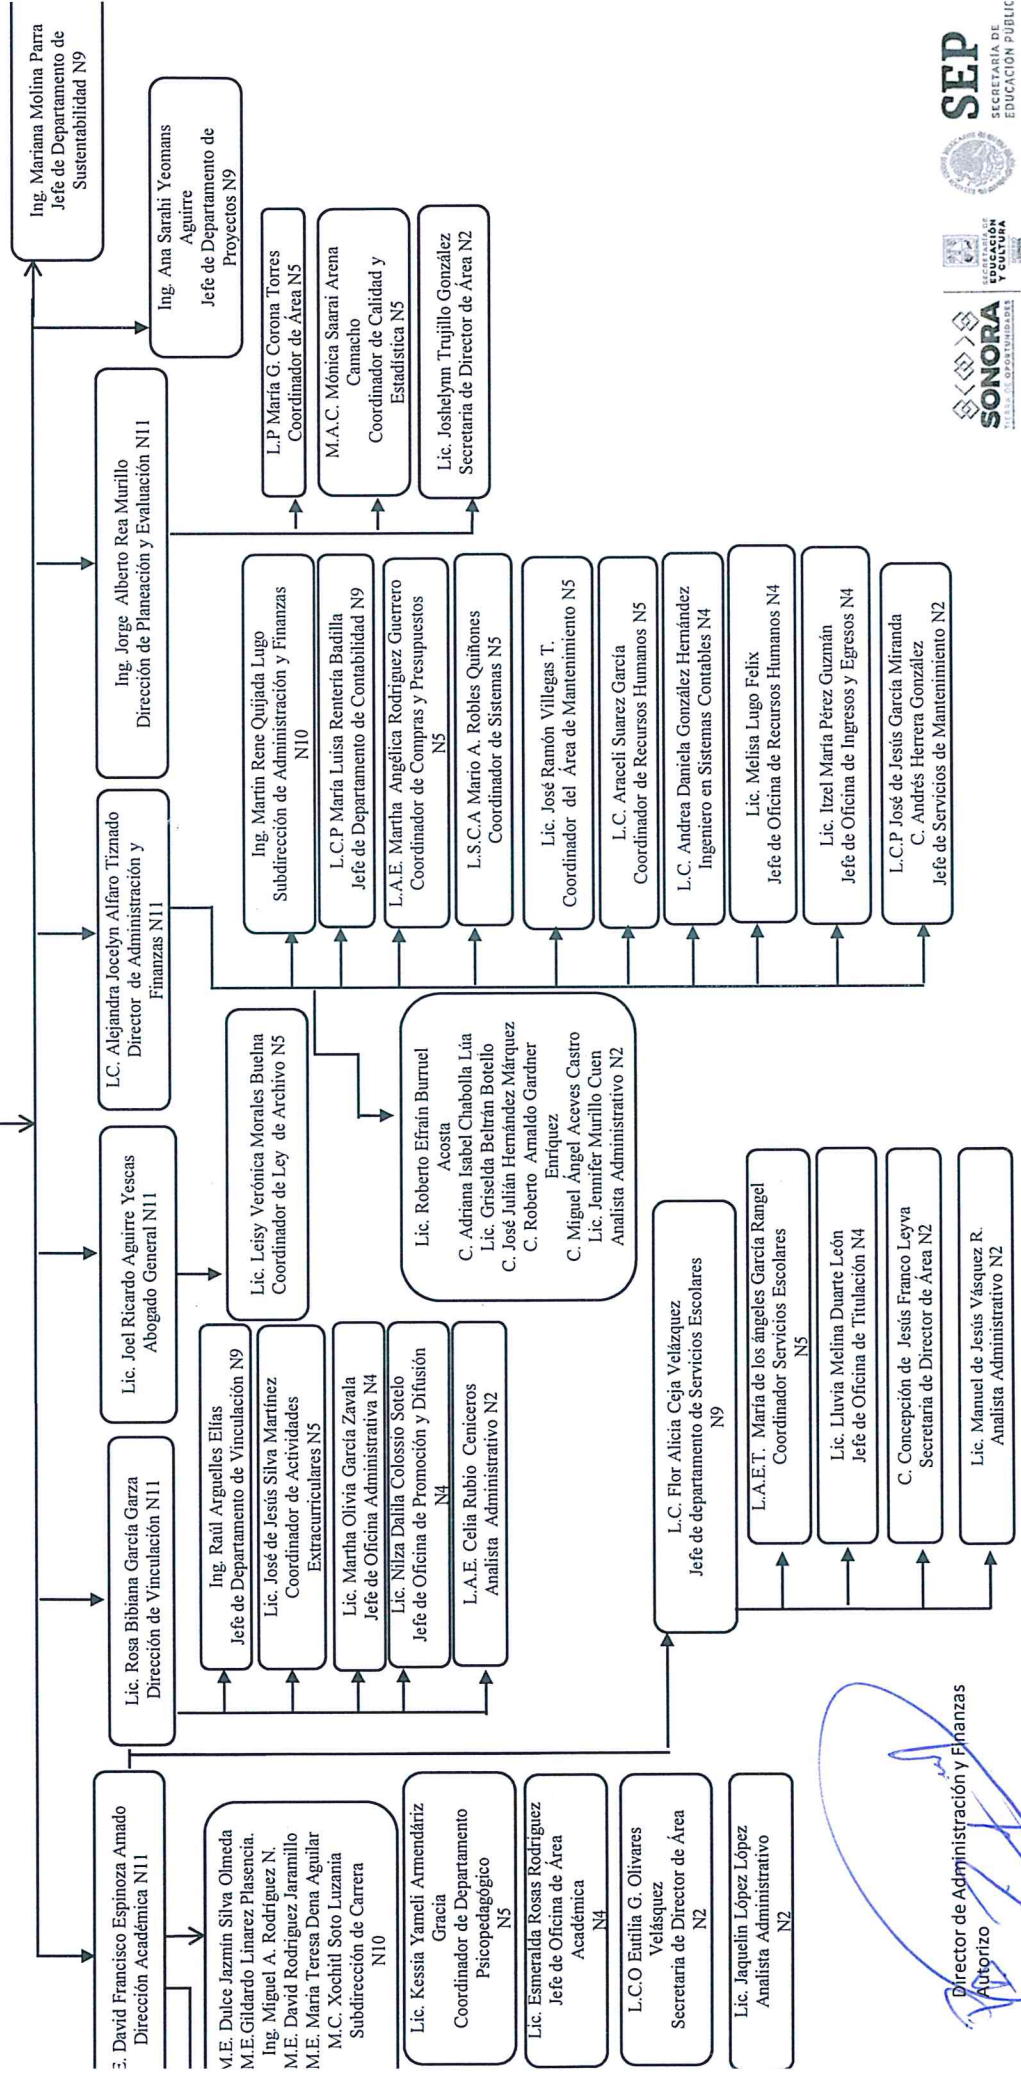 E. David Francisco Espinoza Amado
Dirección Académica N11
M.E. Dulce Jazmín Silva Olmeda
M.E. Gildardo Linarez Plasencia.
Ing. Miguel A. Rodríguez N.
M.E. David Rodríguez Jaramillo
M.E. María Teresa Dena Aguilar
M.C. Xochitl Soto Luzania
Subdirección de Carrera
N10
Lic. Kessia Yameli Armendáriz
Gracia
Coordinador de Departamento
Psicopedagógico
N5
Lic. Esmeralda Rosas Rodríguez
Jefe de Oficina de Área
Académica
N4
L.C.O Eutilia G. Olivares
Velásquez
Secretaria de Director de Área
N2
Lic. Jaquelin López López
Analista Administrativo
N2
Lic. Rosa Bibiana García Garza
Dirección de Vinculación N11
Ing. Raúl Arguelles Elías
Jefe de Departamento de Vinculación N9
Lic. José de Jesús Silva Martínez
Coordinador de Actividades
Extracurriculares N5
Lic. Martha Olivia García Zavala
Jefe de Oficina Administrativa N4
Lic. Nilza Dalila Colossio Sotelo
Jefe de Oficina de Promoción y Difusión
N4
L.A.E. Celia Rubio Ceniceros
Analista Administrativo N2
L.C. Flor Alicia Ceja Velázquez
Jefe de departamento de Servicios Escolares
N9
L.A.E.T. María de los ángeles García Rangel
Coordinador Servicios Escolares
N5
Lic. Lluvia Melina Duarte León
Jefe de Oficina de Titulación N4
C. Concepción de Jesús Franco Leyva
Secretaria de Director de Área N2
Lic. Manuel de Jesús Vásquez R.
Analista Administrativo N2
Lic. Joel Ricardo Aguirre Yescas
Abogado General N11
Lic. Leisy Verónica Morales Buelna
Coordinador de Ley de Archivo N5
LC. Alejandra Jocelyn Alfaro Tiznado
Director de Administración y
Finanzas N11
Lic. Roberto Efraín Burruel
Acosta
C. Adriana Isabel Chabolla Lúa
Lic. Griselda Beltrán Botello
C. José Julián Hernández Márquez
C. Roberto Arnaldo Gardner
Enríquez
C. Miguel Ángel Aceves Castro
Lic. Jennifer Murillo Cuen
Analista Administrativo N2
Ing. Martin Rene Quijada Lugo
Subdirección de Administración y Finanzas
N10
L.C.P María Luisa Rentería Badilla
Jefe de Departamento de Contabilidad N9
L.A.E. Martha Angélica Rodríguez Guerrero
Coordinador de Compras y Presupuestos
N5
L.S.C.A Mario A. Robles Quiñones
Coordinador de Sistemas N5
Lic. José Ramón Villegas T.
Coordinador del Área de Mantenimiento N5
L.C. Araceli Suarez García
Coordinador de Recursos Humanos N5
L.C. Andrea Daniela González Hernández
Ingeniero en Sistemas Contables N4
Lic. Melisa Lugo Felix
Jefe de Oficina de Recursos Humanos N4
Lic. Itzel María Pérez Guzmán
Jefe de Oficina de Ingresos y Egresos N4
L.C.P José de Jesús García Miranda
C. Andrés Herrera González
Jefe de Servicios de Mantenimiento N2
Ing. Jorge Alberto Rea Murillo
Dirección de Planeación y Evaluación N11
L.P María G. Corona Torres
Coordinador de Área N5
M.A.C. Mónica Saarai Arena
Camacho
Coordinador de Calidad y
Estadística N5
Lic. Joshelynn Trujillo González
Secretaria de Director de Área N2
Ing. Ana Sarahi Yeomans
Aguirre
Jefe de Departamento de
Proyectos N9
Ing. Mariana Molina Parra
Jefe de Departamento de
Sustentabilidad N9
Director de Administración y Finanzas
Autorizo
SONORA
TIERRA DE OPORTUNIDADES
SECRETARÍA DE
EDUCACIÓN
Y CULTURA
SEP
SECRETARÍA DE
EDUCACIÓN PÚBLIC